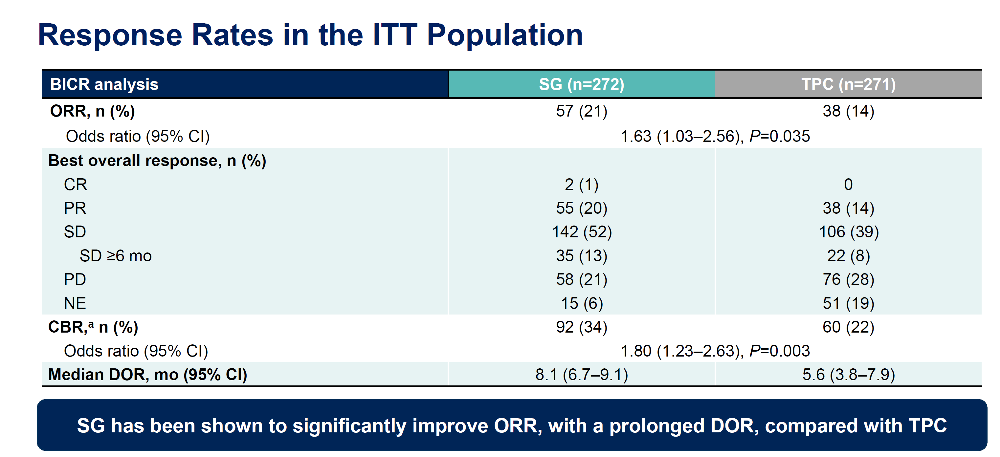 Response Rates in the ITT Population
BICR analysis SG (n=272) TPC (n=271)
ORR, n (%) 57 (21) 38 (14)
Odds ratio (95% CI) 1.63 (1.03–2.56), P=0.035
Best overall response, n (%)
CR 2 (1) 0
PR 55 (20) 38 (14)
SD 142 (52) 106 (39)
SD ≥6 mo 35 (13) 22 (8)
PD 58 (21) 76 (28)
NE 15 (6) 51 (19)
CBR,ª n (%) 92 (34) 60 (22)
Odds ratio (95% CI) 1.80 (1.23–2.63), P=0.003
Median DOR, mo (95% CI) 8.1 (6.7–9.1) 5.6 (3.8–7.9)
SG has been shown to significantly improve ORR, with a prolonged DOR, compared with TPC